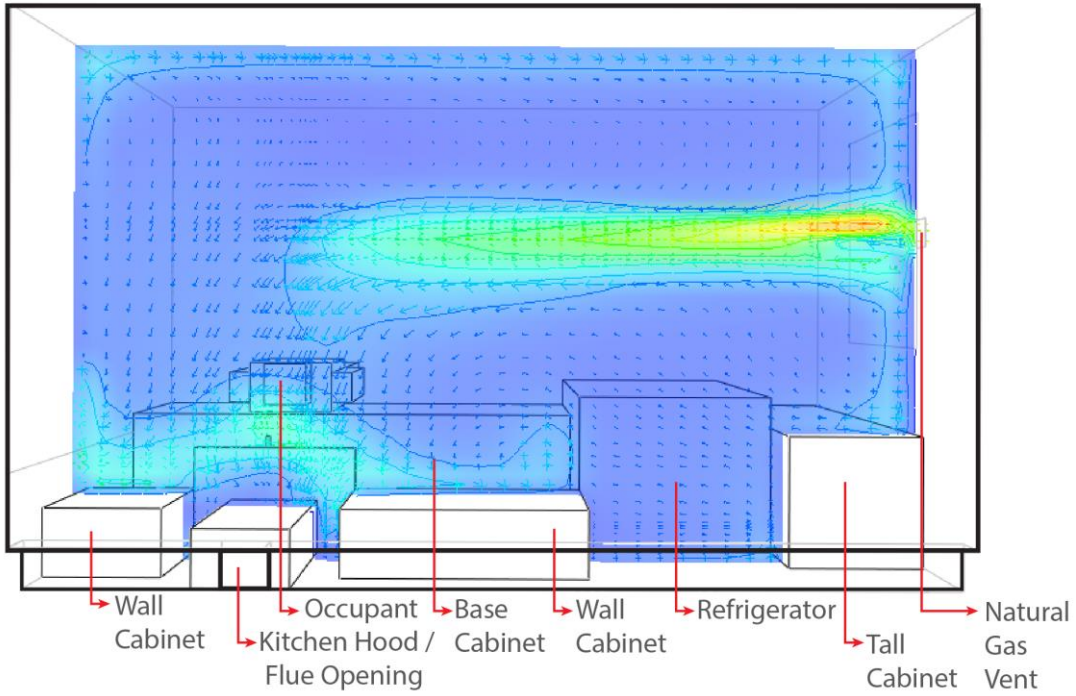 Wall
Cabinet
Kitchen Hood /
Flue Opening
Occupant
Base
Cabinet
Wall
Cabinet
Refrigerator
Tall
Cabinet
Natural
Gas
Vent